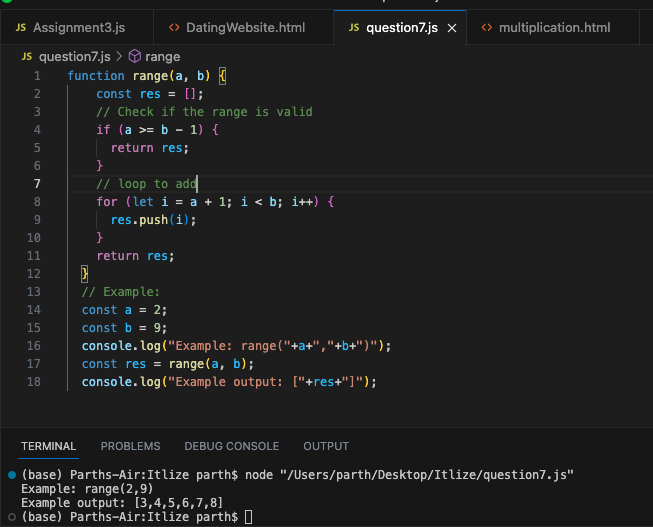 JS Assignment3.js <> DatingWebsite.html JS question7.js × <> multiplication.html
JS question7.js > range
1 function range(a, b) {
2 const res = [];
3 // Check if the range is valid
4 if (a >= b - 1) {
5 return res;
6 }
7 // loop to add
8 for (let i = a + 1; i < b; i++) {
9 res.push(i);
10 }
11 return res;
12 }
13 // Example:
14 const a = 2;
15 const b = 9;
16 console.log("Example: range("+a+","+b+")");
17 const res = range(a, b);
18 console.log("Example output: ["+res+"]");
TERMINAL PROBLEMS DEBUG CONSOLE OUTPUT
(base) Parths-Air:Itlize parth$ node "/Users/parth/Desktop/Itlize/question7.js"
Example: range(2,9)
Example output: [3,4,5,6,7,8]
(base) Parths-Air:Itlize parth$